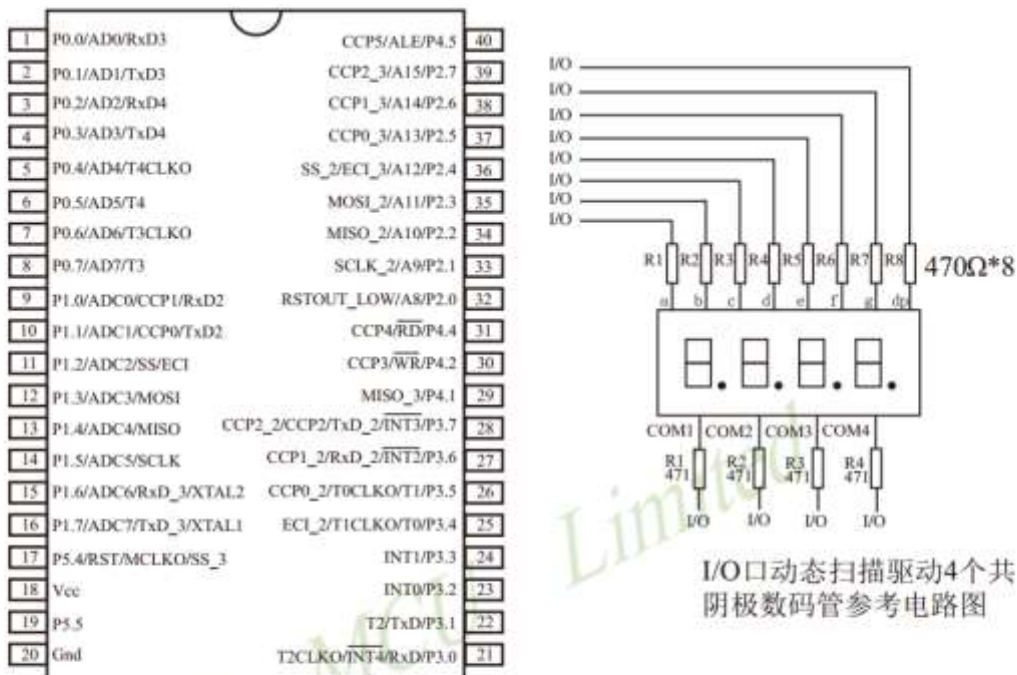 1 P0.0/AD0/RxD3
2 P0.1/AD1/TxD3
3 P0.2/AD2/RxD4
4 P0.3/AD3/TxD4
5 P0.4/AD4/T4CLKO
6 P0.5/AD5/T4
7 P0.6/AD6/T3CLKO
8 P0.7/AD7/T3
9 P1.0/ADC0/CCP1/RxD2
10 P1.1/ADC1/CCP0/TxD2
11 P1.2/ADC2/SS/ECI
12 P1.3/ADC3/MOSI
13 P1.4/ADC4/MISO
14 P1.5/ADC5/SCLK
15 P1.6/ADC6/RxD_3/XTAL2
16 P1.7/ADC7/TxD_3/XTAL1
17 P5.4/RST/MCLKO/SS_3
18 Vcc
19 P5.5
20 Gnd
CCP5/ALE/P4.5 40
CCP2_3/A15/P2.7 39
CCP1_3/A14/P2.6 38
CCP0_3/A13/P2.5 37
SS_2/ECI_3/A12/P2.4 36
MOSI_2/A11/P2.3 35
MISO_2/A10/P2.2 34
SCLK_2/A9/P2.1 33
RSTOUT_LOW/A8/P2.0 32
CCP4/RD/P4.4 31
CCP3/WR/P4.2 30
MISO_3/P4.1 29
CCP2_2/CCP2/TxD_2/INT3/P3.7 28
CCP1_2/RxD_2/INT2/P3.6 27
CCP0_2/T0CLKO/T1/P3.5 26
ECI_2/T1CLKO/T0/P3.4 25
INT1/P3.3 24
INT0/P3.2 23
T2/TxD/P3.1 22
T2CLKO/INT4/RxD/P3.0 21
I/O
I/O
I/O
I/O
I/O
I/O
I/O
I/O
R1 R2 R3 R4 R5 R6 R7 R8 470Ω*8
a b c d e f g dp
COM1 COM2 COM3 COM4
R1 R2 R3 R4
471 471 471 471
I/O I/O I/O I/O
I/O口动态扫描驱动4个共
阴极数码管参考电路图
MCU Limited